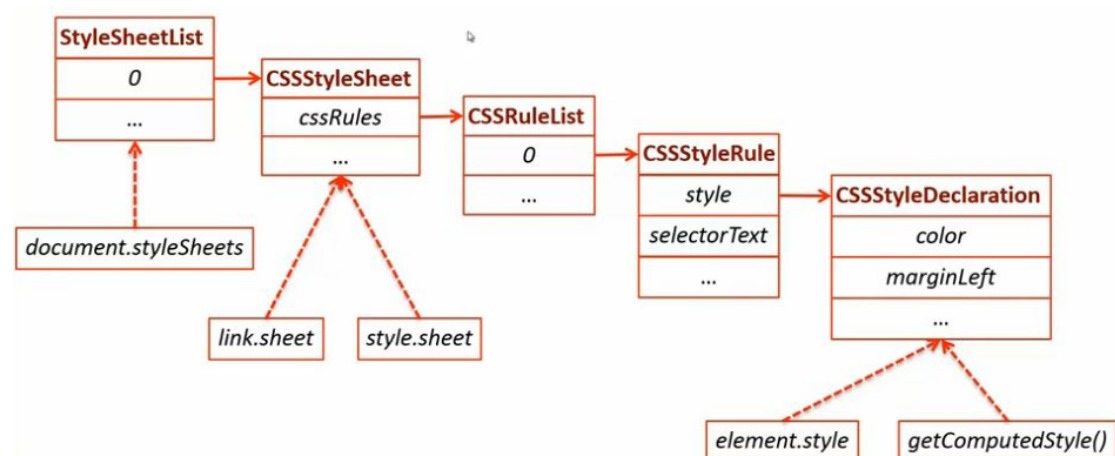 StyleSheetList
0
...
document.styleSheets
CSSStyleSheet
cssRules
...
link.sheet
style.sheet
CSSRuleList
0
...
CSSStyleRule
style
selectorText
...
CSSStyleDeclaration
color
marginLeft
...
element.style
getComputedStyle()